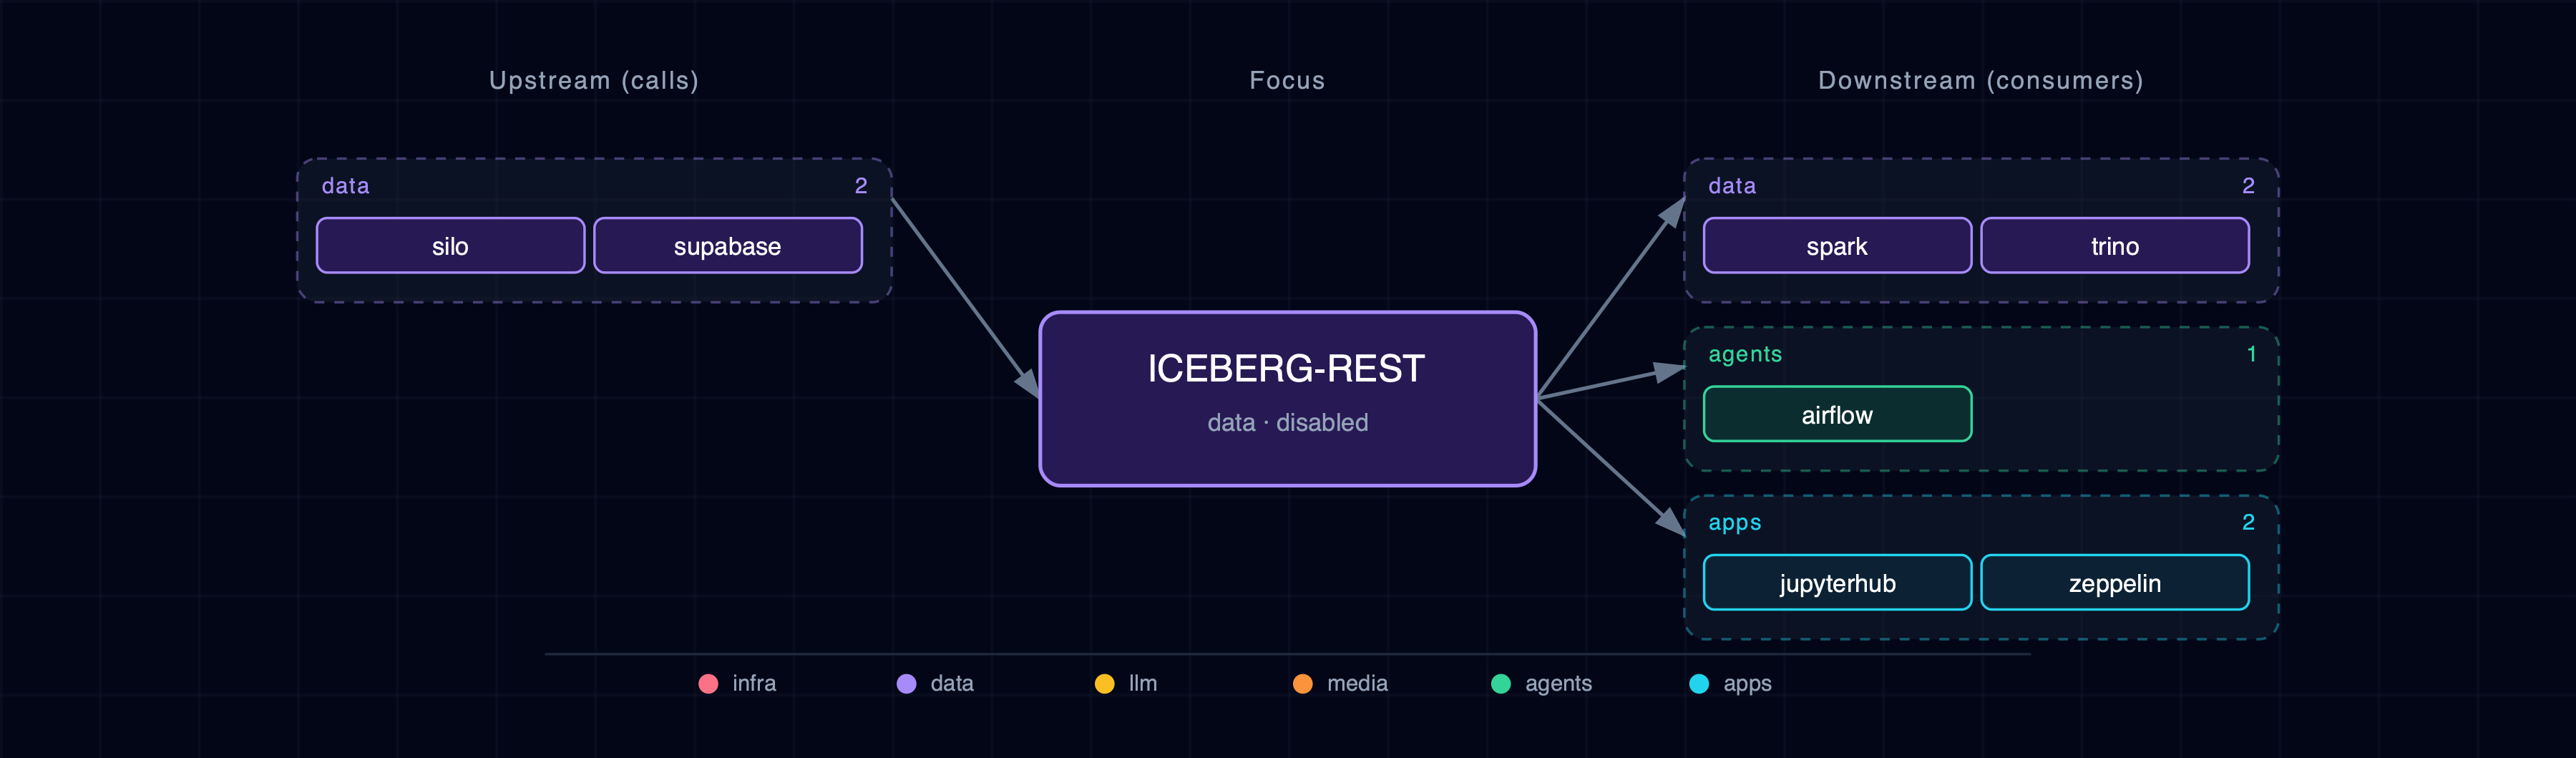 Upstream (calls)
Focus
Downstream (consumers)
data 2
silo
supabase
ICEBERG-REST
data · disabled
data 2
spark
trino
agents 1
airflow
apps 2
jupyterhub
zeppelin
infra
data
llm
media
agents
apps